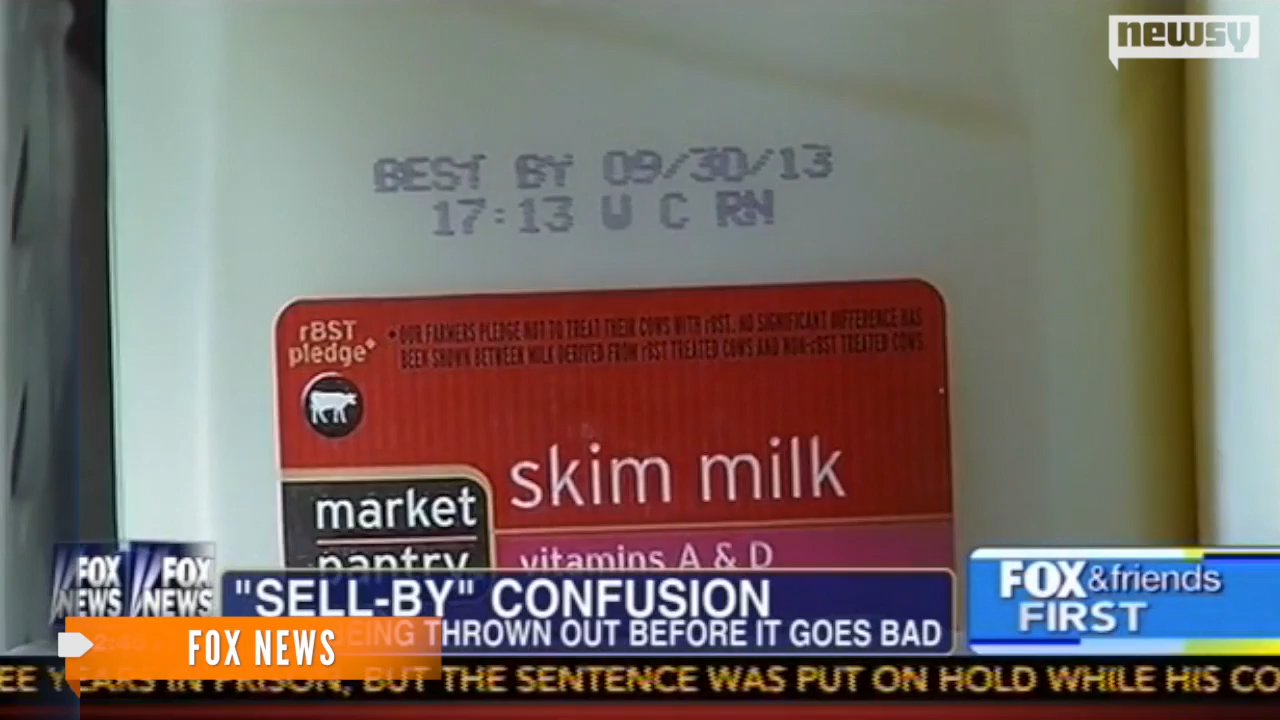 newsy
BEST BY 09/30/13
17:13 W C RN
rBST
pledge*
* OUR FARMERS PLEDGE NOT TO TREAT THEIR COWS WITH rBST. NO SIGNIFICANT DIFFERENCE HAS
BEEN SHOWN BETWEEN MILK DERIVED FROM rBST TREATED COWS AND NON-rBST TREATED COWS
skim milk
market
pantry
vitamins A & D
FOX
NEWS
FOX
NEWS
"SELL-BY" CONFUSION
THROWN OUT BEFORE IT GOES BAD
FOX & friends
FIRST
FOX NEWS
YEARS IN PRISON, BUT THE SENTENCE WAS PUT ON HOLD WHILE HIS